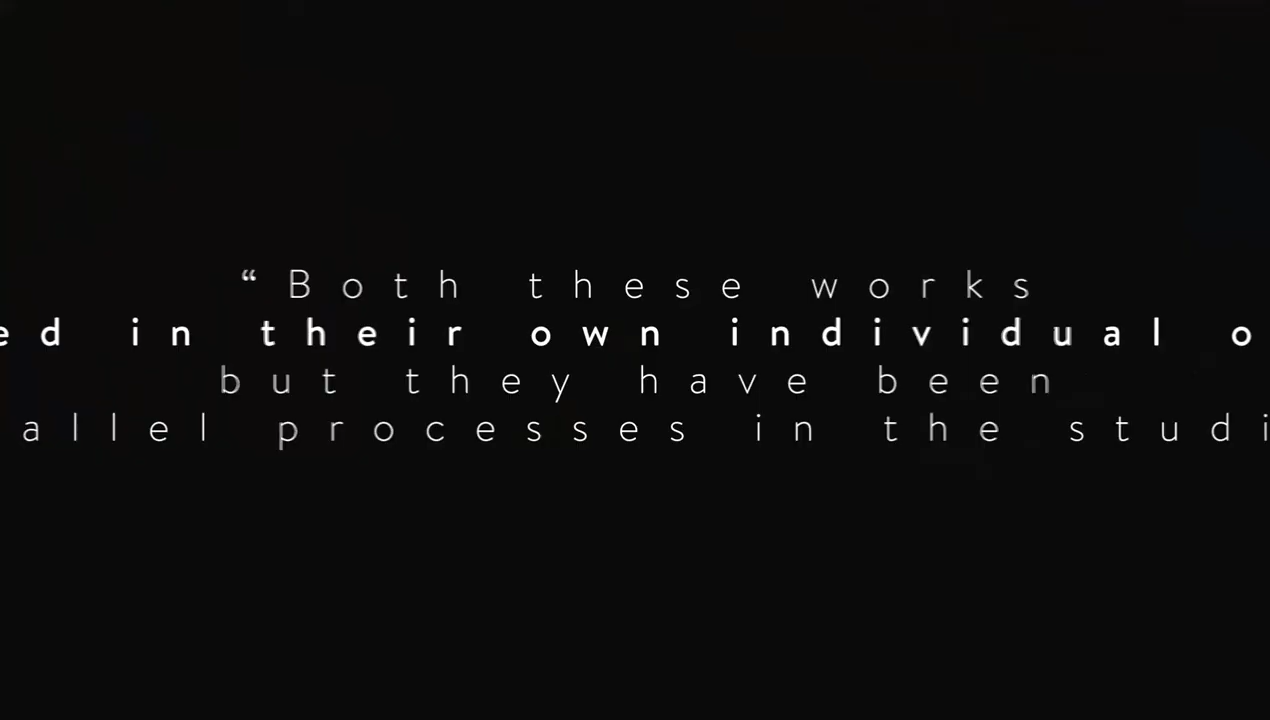 “Both these works
ed in their own individual o
but they have been
allel processes in the studi